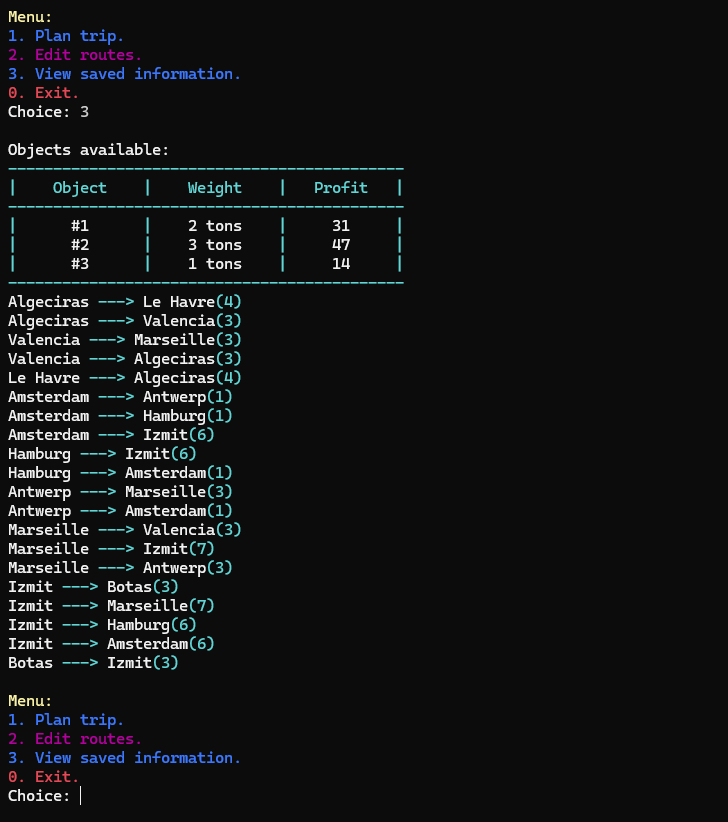 Menu:
1. Plan trip.
2. Edit routes.
3. View saved information.
0. Exit.
Choice: 3
Objects available:
--------------------------------------------
|    Object    |    Weight    |   Profit   |
--------------------------------------------
|      #1      |    2 tons    |     31     |
|      #2      |    3 tons    |     47     |
|      #3      |    1 tons    |     14     |
--------------------------------------------
Algeciras ---> Le Havre(4)
Algeciras ---> Valencia(3)
Valencia ---> Marseille(3)
Valencia ---> Algeciras(3)
Le Havre ---> Algeciras(4)
Amsterdam ---> Antwerp(1)
Amsterdam ---> Hamburg(1)
Amsterdam ---> Izmit(6)
Hamburg ---> Izmit(6)
Hamburg ---> Amsterdam(1)
Antwerp ---> Marseille(3)
Antwerp ---> Amsterdam(1)
Marseille ---> Valencia(3)
Marseille ---> Izmit(7)
Marseille ---> Antwerp(3)
Izmit ---> Botas(3)
Izmit ---> Marseille(7)
Izmit ---> Hamburg(6)
Izmit ---> Amsterdam(6)
Botas ---> Izmit(3)
Menu:
1. Plan trip.
2. Edit routes.
3. View saved information.
0. Exit.
Choice: